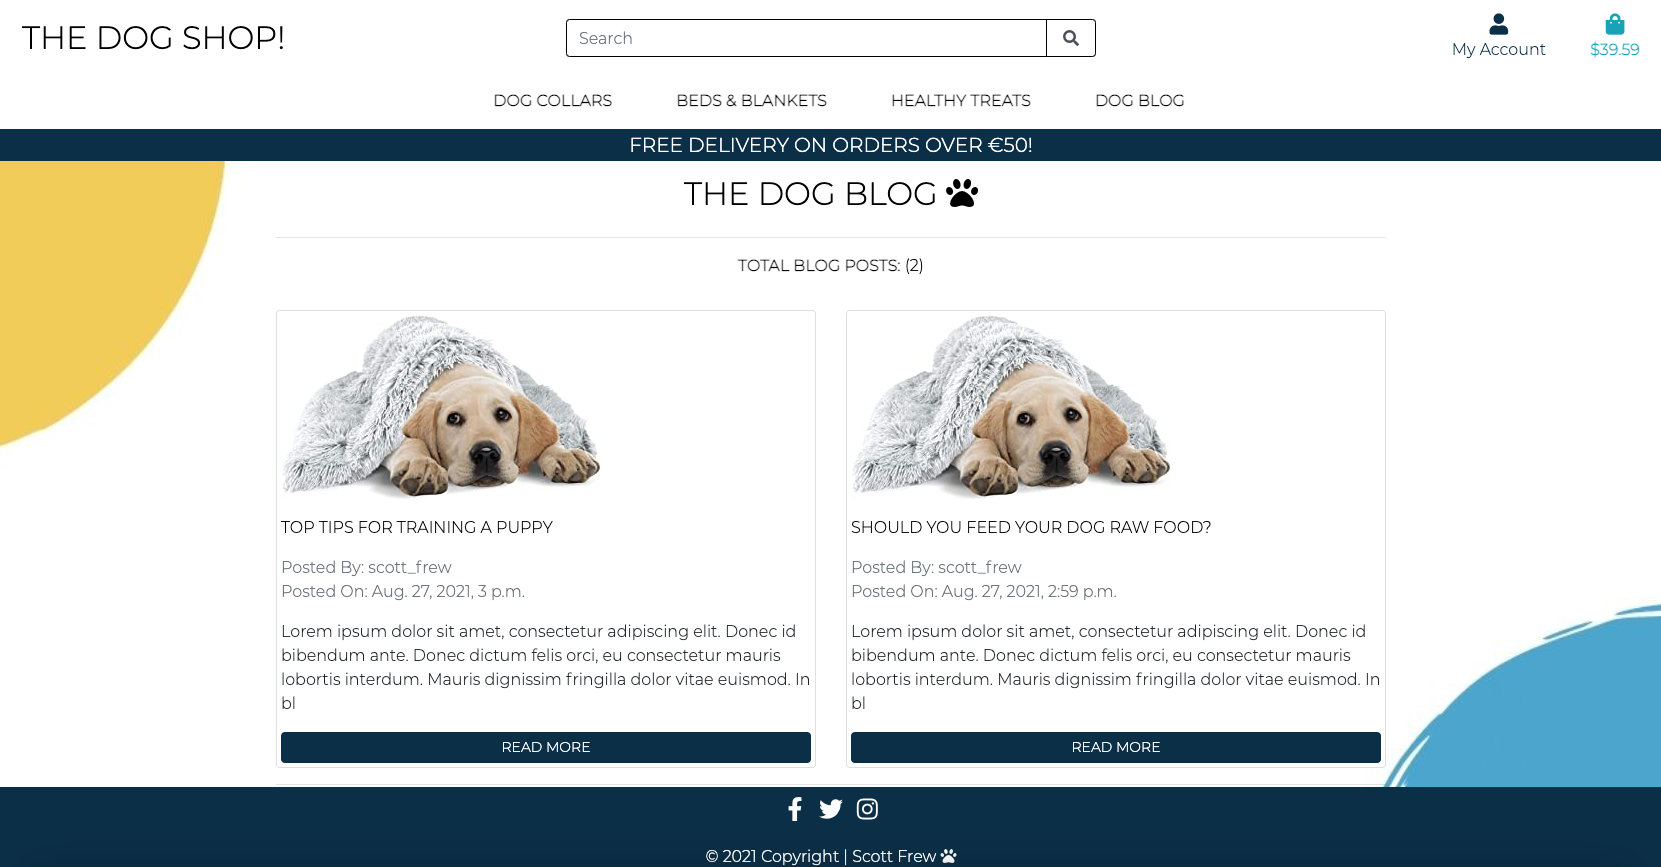 THE DOG SHOP!
Search
My Account
$39.59
DOG COLLARS
BEDS & BLANKETS
HEALTHY TREATS
DOG BLOG
FREE DELIVERY ON ORDERS OVER €50!
THE DOG BLOG
TOTAL BLOG POSTS: (2)
TOP TIPS FOR TRAINING A PUPPY
Posted By: scott_frew
Posted On: Aug. 27, 2021, 3 p.m.
Lorem ipsum dolor sit amet, consectetur adipiscing elit. Donec id
bibendum ante. Donec dictum felis orci, eu consectetur mauris
lobortis interdum. Mauris dignissim fringilla dolor vitae euismod. In
bl
READ MORE
SHOULD YOU FEED YOUR DOG RAW FOOD?
Posted By: scott_frew
Posted On: Aug. 27, 2021, 2:59 p.m.
Lorem ipsum dolor sit amet, consectetur adipiscing elit. Donec id
bibendum ante. Donec dictum felis orci, eu consectetur mauris
lobortis interdum. Mauris dignissim fringilla dolor vitae euismod. In
bl
READ MORE
© 2021 Copyright | Scott Frew